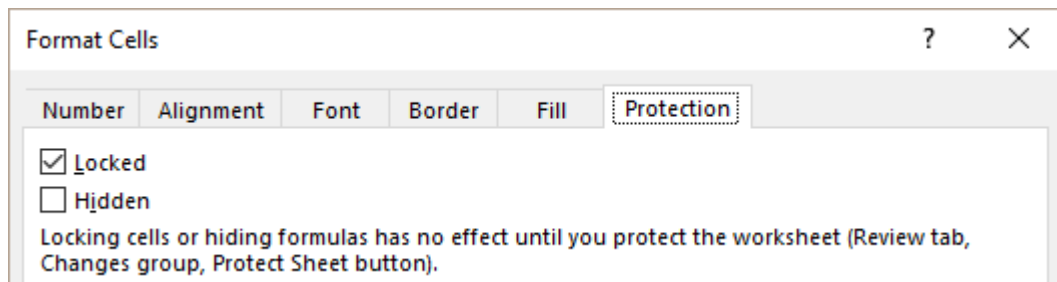 Format Cells ?
Number Alignment Font Border Fill Protection
Locked
Hidden
Locking cells or hiding formulas has no effect until you protect the worksheet (Review tab,
Changes group, Protect Sheet button).